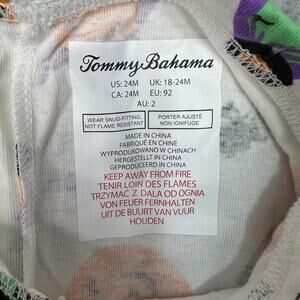 Tommy Bahama
US: 24M UK: 18-24M
CA: 24M EU: 92
AU: 2
WEAR SNUG-FITTING, NOT FLAME RESISTANT
PORTER AJUSTÉ NON IGNIFUGE
MADE IN CHINA
FABRIQUÉ EN CHINE
WYPRODUKOWANO W CHINACH
HERGESTELLT IN CHINA
GEPRODUCEERD IN CHINA
KEEP AWAY FROM FIRE
TENIR LOIN DES FLAMES
TRZYMAĆ Z DALA OD OGNIA
VON FEUER FERNHALTEN
UIT DE BUURT VAN VUUR
HOUDEN